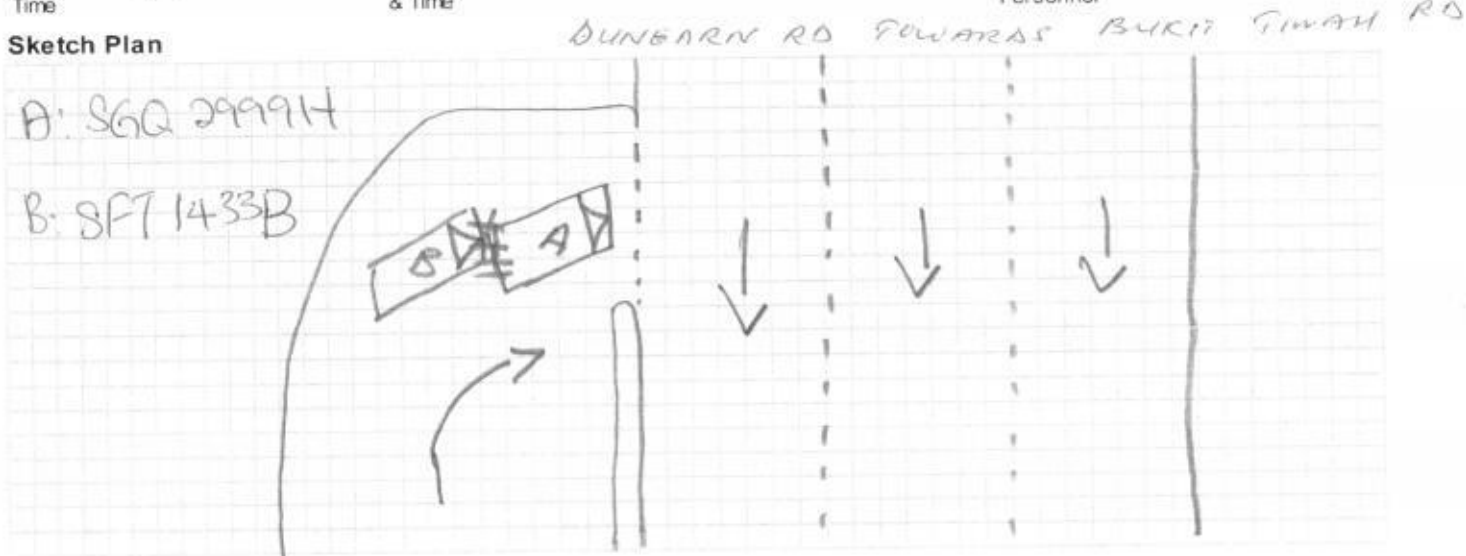 Time & Time Personnel
Sketch Plan
DUNEARN RD TOWARDS BUKIT TIMAH RD
A: SGQ 2999H
B: SFT 1433B
B A